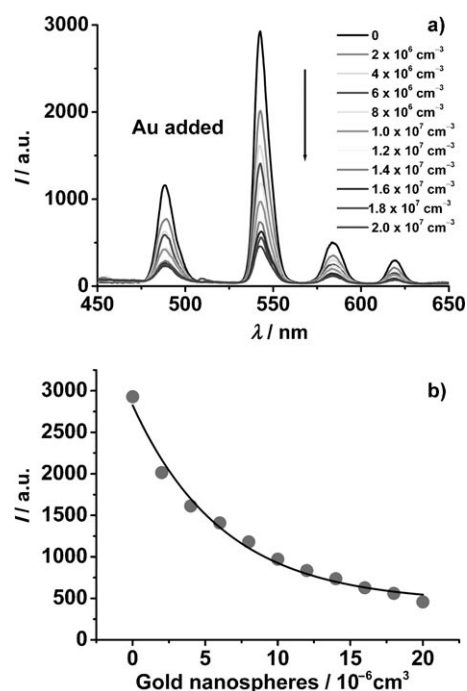 a)
3000
2000
1000
0
I / a.u.
Au added
0
2 x 10⁶ cm⁻³
4 x 10⁶ cm⁻³
6 x 10⁶ cm⁻³
8 x 10⁶ cm⁻³
1.0 x 10⁷ cm⁻³
1.2 x 10⁷ cm⁻³
1.4 x 10⁷ cm⁻³
1.6 x 10⁷ cm⁻³
1.8 x 10⁷ cm⁻³
2.0 x 10⁷ cm⁻³
450 500 550 600 650
λ / nm
b)
3000
2500
2000
1500
1000
500
0
I / a.u.
0 5 10 15 20
Gold nanospheres / 10⁻⁶cm³